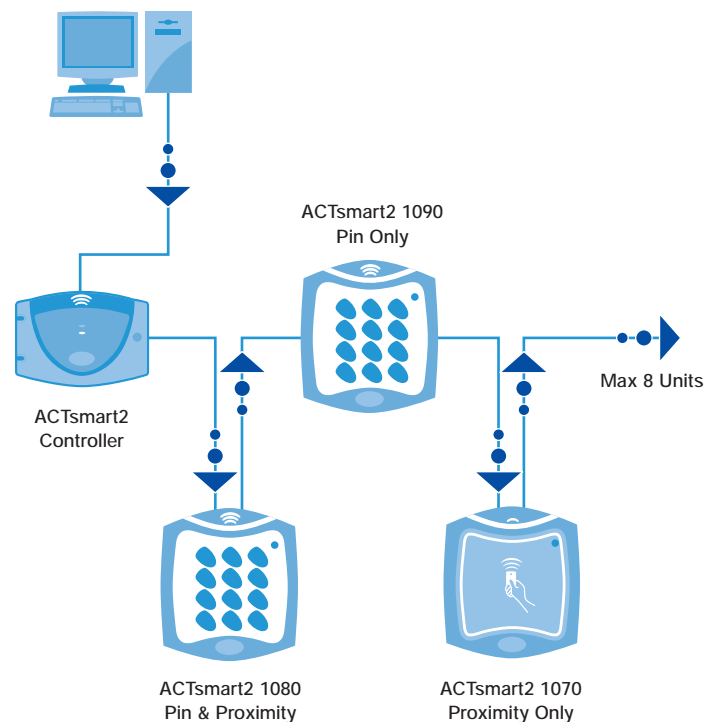 ACTsmart2 1090
Pin Only
Max 8 Units
ACTsmart2
Controller
ACTsmart2 1080
Pin & Proximity
ACTsmart2 1070
Proximity Only